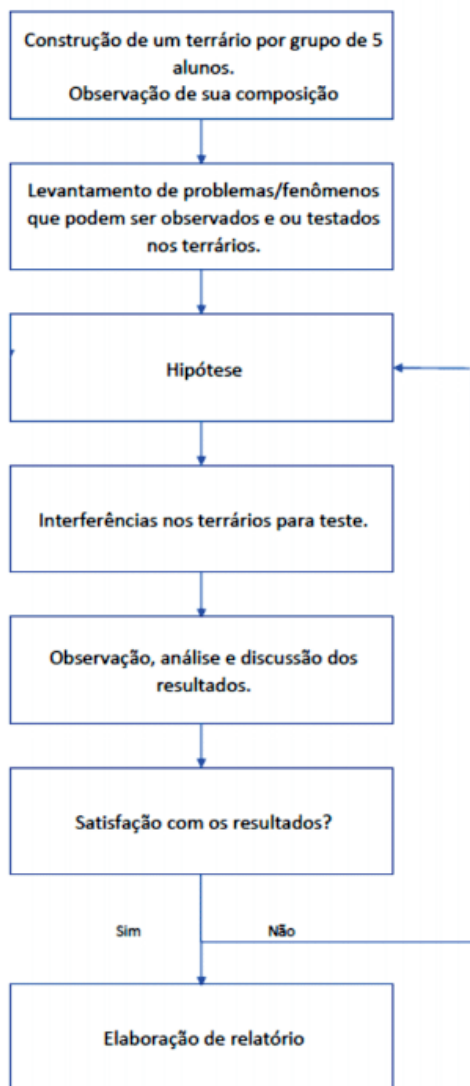 Construção de um terrário por grupo de 5
alunos.
Observação de sua composição
Levantamento de problemas/fenômenos
que podem ser observados e ou testados
nos terrários.
Hipótese
Interferências nos terrários para teste.
Observação, análise e discussão dos
resultados.
Satisfação com os resultados?
Sim
Não
Elaboração de relatório